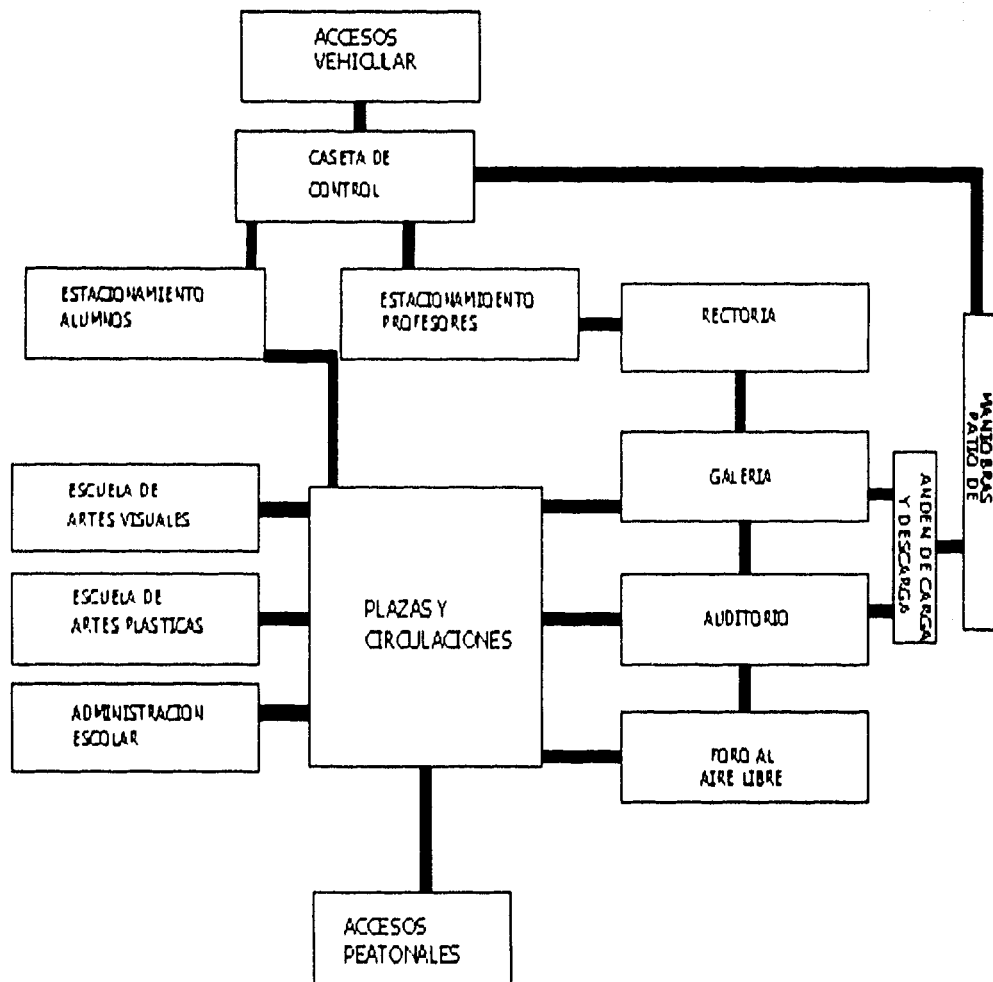 ACCESOS
VEHICULAR
CASETA DE
CONTROL
ESTACIONAMIENTO
ALUMNOS
ESTACIONAMIOENTO
PROFESORES
RECTORIA
MANIOBRAS
PATIO DE
GALERIA
ANDEN DE CARGA
Y DESCARGA
ESCUELA DE
ARTES VISUALES
ESCUELA DE
ARTES PLASTICAS
PLAZAS Y
CIRCULACIONES
AUDITORIO
ADMINISTRACION
ESCOLAR
FORO AL
AIRE LIBRE
ACCESOS
PEATONALES